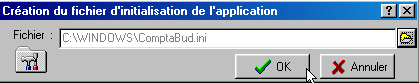 Création du fichier d'initialisation de l'application
Fichier : C:\WINDOWS\ComptaBud.ini
OK Annuler